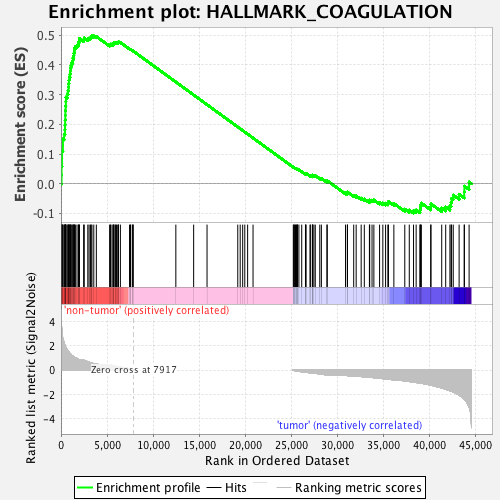 Enrichment plot: HALLMARK_COAGULATION
Enrichment score (ES)
0.5
0.4
0.3
0.2
0.1
0.0
-0.1
'non-tumor' (positively correlated)
Ranked list metric (Signal2Noise)
4
2
0
-2
-4
Zero cross at 7917
'tumor' (negatively correlated)
0
5,000
10,000
15,000
20,000
25,000
30,000
35,000
40,000
45,000
Rank in Ordered Dataset
Enrichment profile
Hits
Ranking metric scores